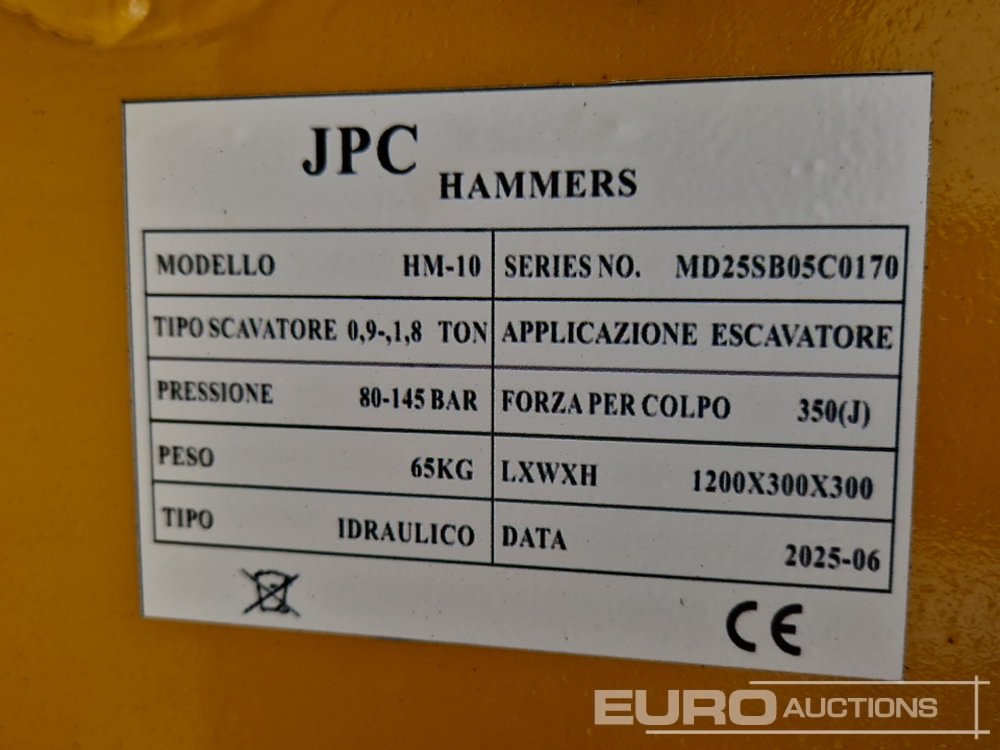 JPC
HAMMERS
MODELLO HM-10 SERIES NO. MD25SB05C0170
TIPO SCAVATORE 0,9-,1,8 TON APPLICAZIONE ESCAVATORE
PRESSIONE 80-145 BAR FORZA PER COLPO 350(J)
PESO 65KG LXWXH 1200X300X300
TIPO IDRAULICO DATA 2025-06
CE
EURO AUCTIONS